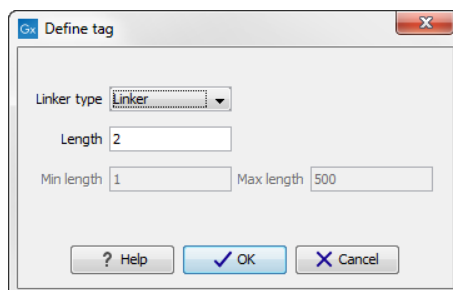 Gx Define tag
Linker type Linker
Length 2
Min length 1 Max length 500
? Help OK Cancel